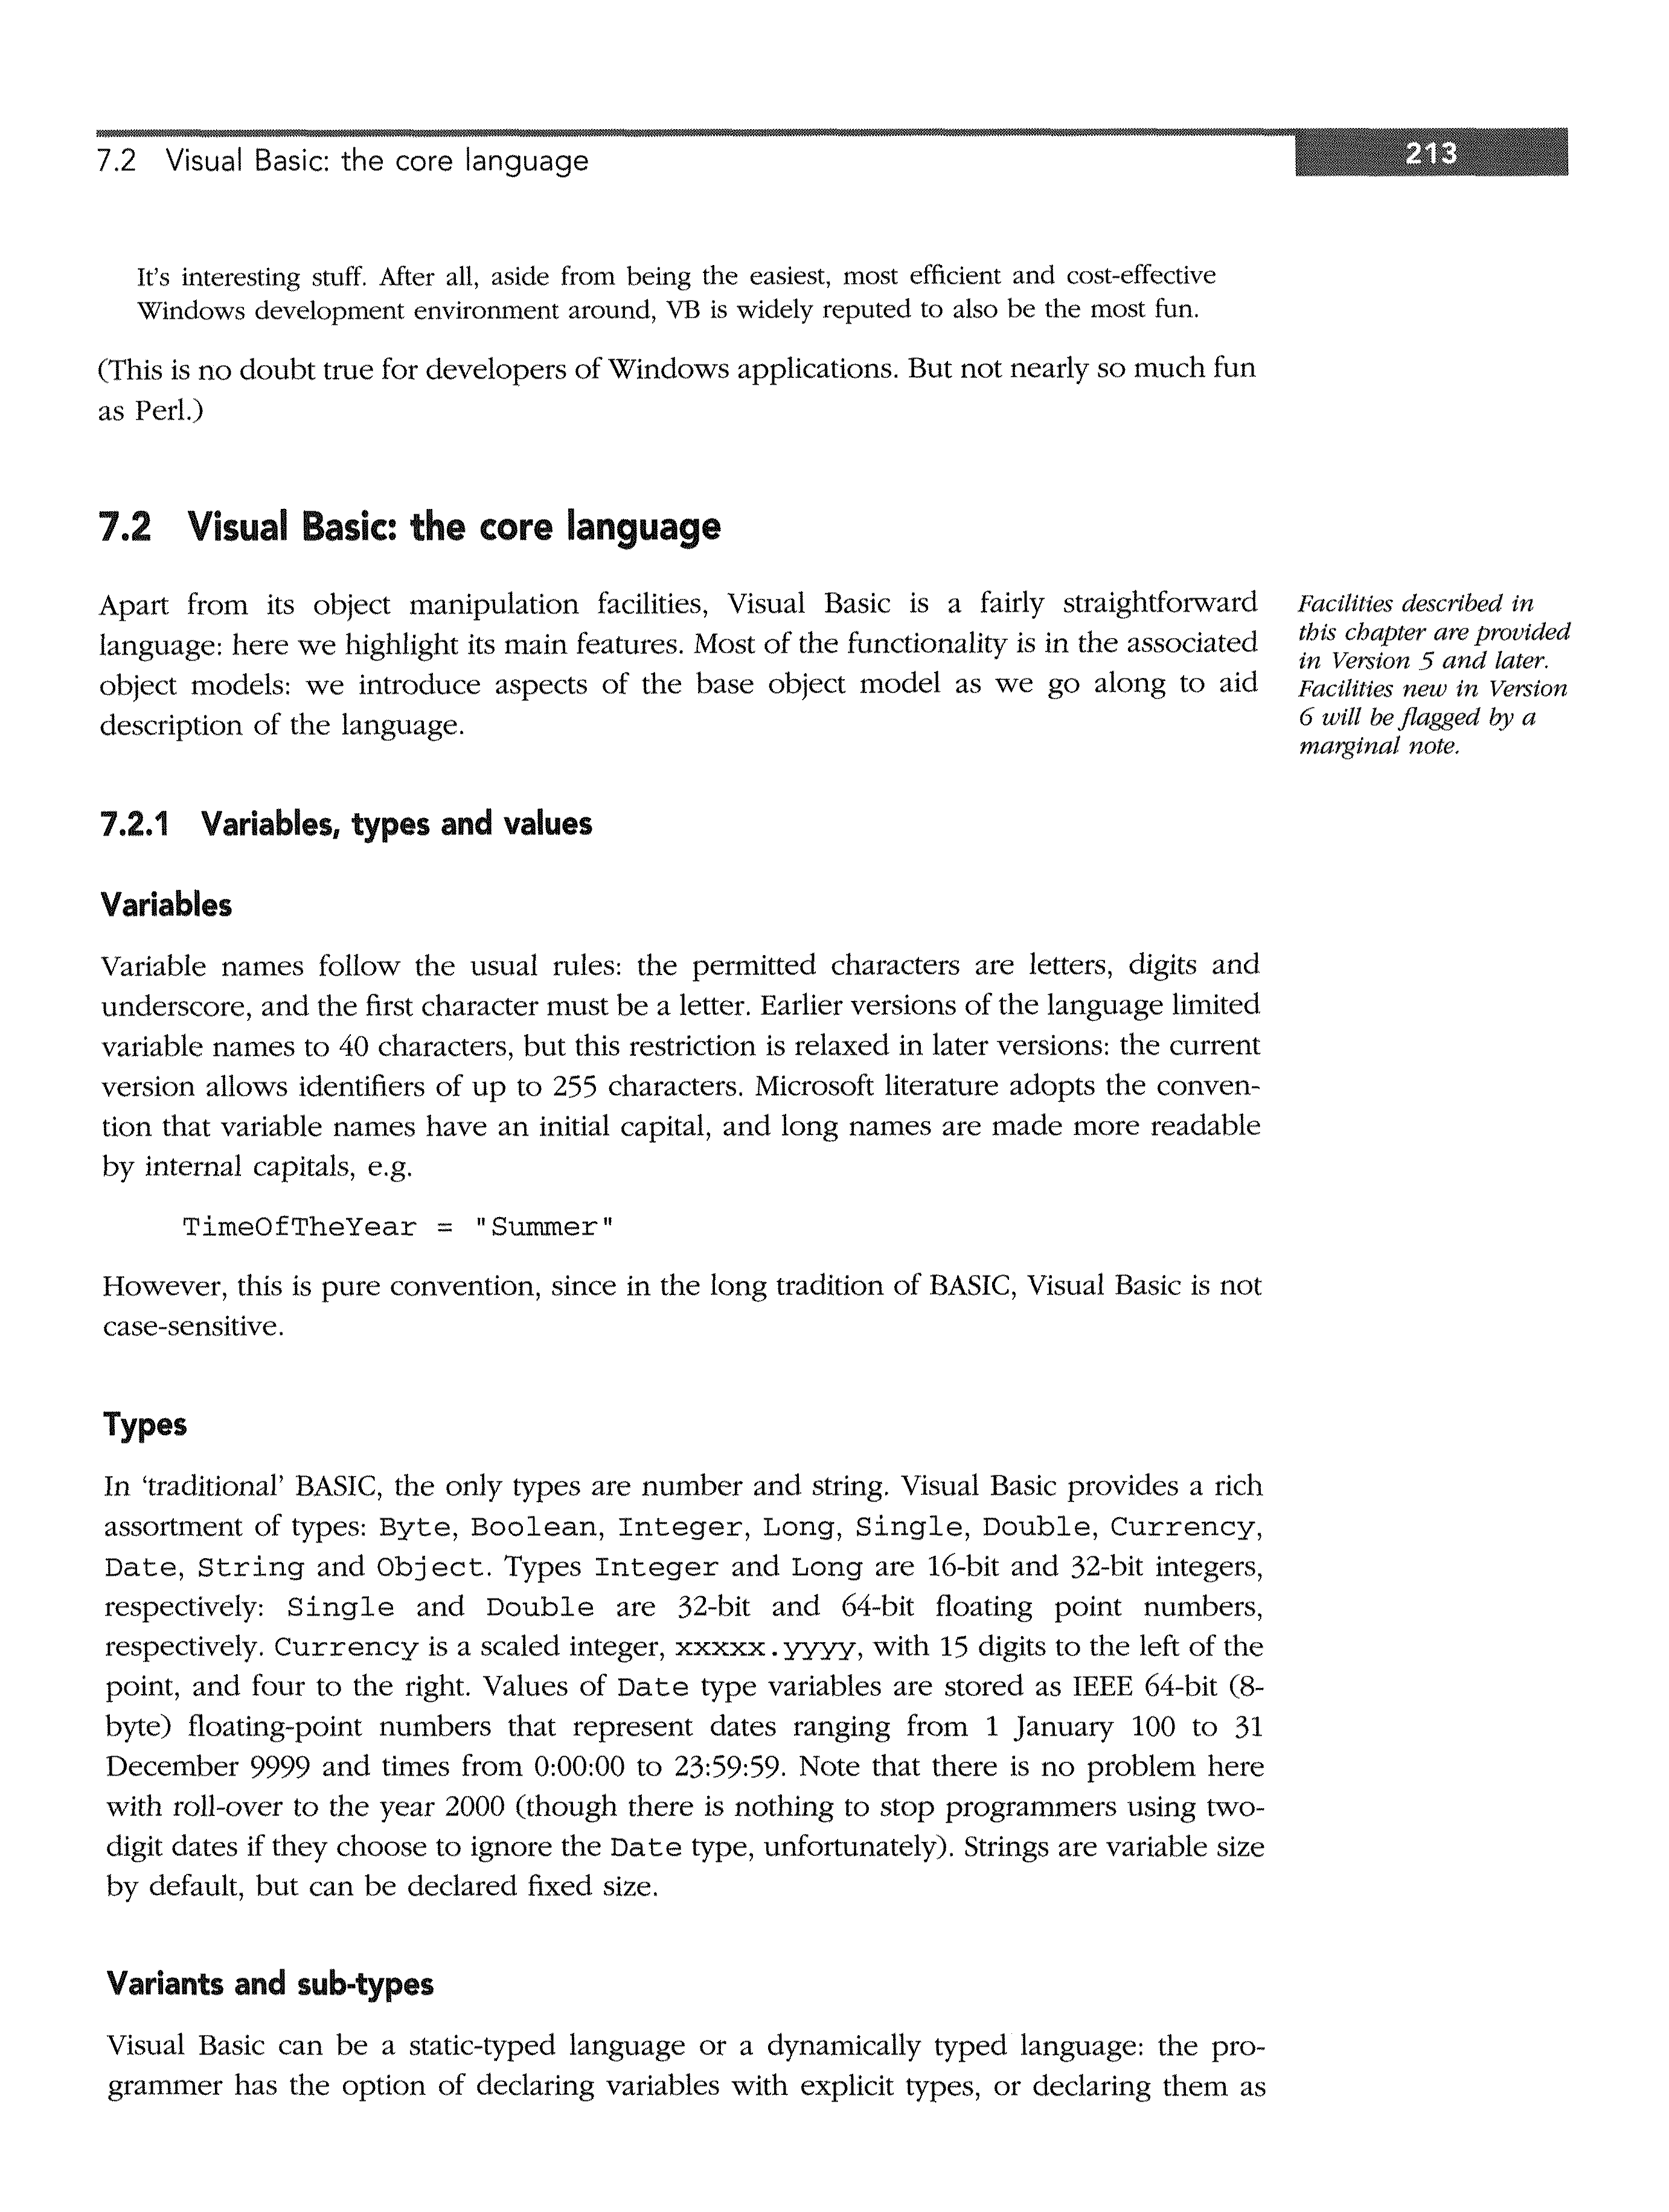 7.2 Visual Basic: the core language
213
It's interesting stuff. After all, aside from being the easiest, most efficient and cost-effective
Windows development environment around, VB is widely reputed to also be the most fun.
(This is no doubt true for developers of Windows applications. But not nearly so much fun
as Perl.)
7.2 Visual Basic: the core language
Apart from its object manipulation facilities, Visual Basic is a fairly straightforward
language: here we highlight its main features. Most of the functionality is in the associated
object models: we introduce aspects of the base object model as we go along to aid
description of the language.
Facilities described in
this chapter are provided
in Version 5 and later.
Facilities new in Version
6 will be flagged by a
marginal note.
7.2.1 Variables, types and values
Variables
Variable names follow the usual rules: the permitted characters are letters, digits and
underscore, and the first character must be a letter. Earlier versions of the language limited
variable names to 40 characters, but this restriction is relaxed in later versions: the current
version allows identifiers of up to 255 characters. Microsoft literature adopts the conven-
tion that variable names have an initial capital, and long names are made more readable
by internal capitals, e.g.
TimeOfTheYear = "Summer"
However, this is pure convention, since in the long tradition of BASIC, Visual Basic is not
case-sensitive.
Types
In 'traditional' BASIC, the only types are number and string. Visual Basic provides a rich
assortment of types: Byte, Boolean, Integer, Long, Single, Double, Currency,
Date, String and Object. Types Integer and Long are 16-bit and 32-bit integers,
respectively: Single and Double are 32-bit and 64-bit floating point numbers,
respectively. Currency is a scaled integer, xxxxx.yyyy, with 15 digits to the left of the
point, and four to the right. Values of Date type variables are stored as IEEE 64-bit (8-
byte) floating-point numbers that represent dates ranging from 1 January 100 to 31
December 9999 and times from 0:00:00 to 23:59:59. Note that there is no problem here
with roll-over to the year 2000 (though there is nothing to stop programmers using two-
digit dates if they choose to ignore the Date type, unfortunately). Strings are variable size
by default, but can be declared fixed size.
Variants and sub-types
Visual Basic can be a static-typed language or a dynamically typed language: the pro-
grammer has the option of declaring variables with explicit types, or declaring them as